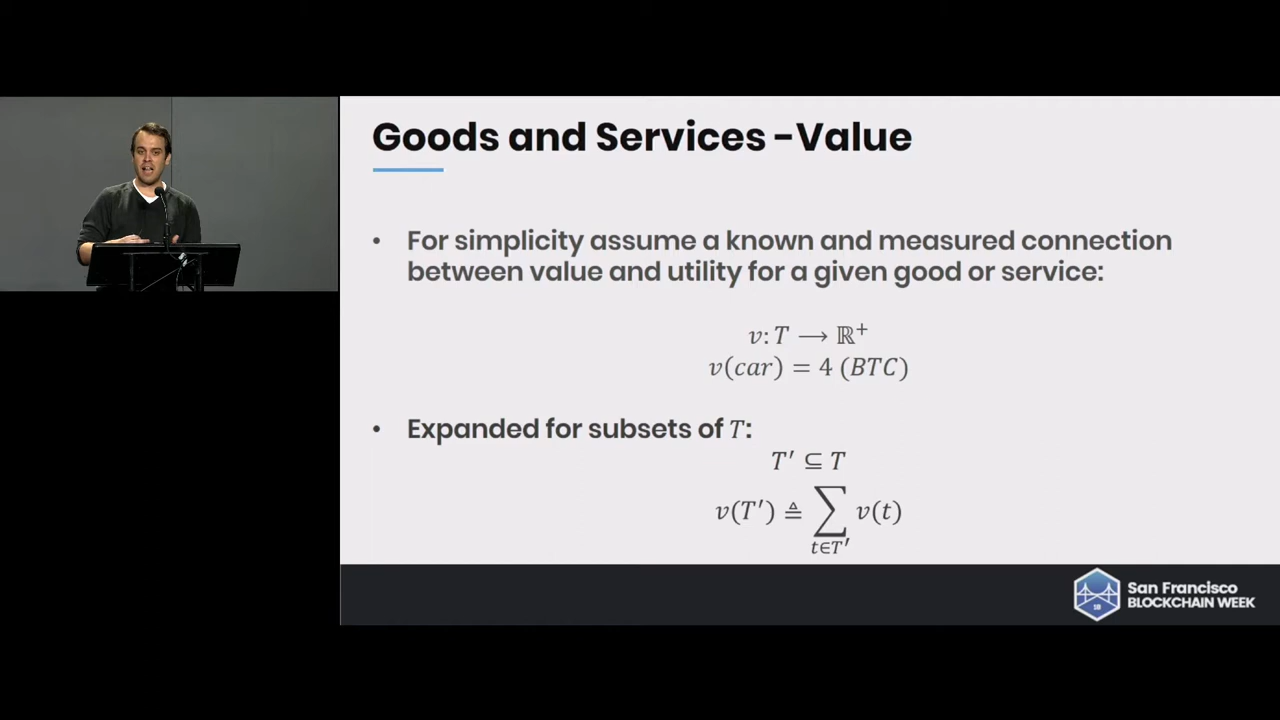 Goods and Services -Value
• For simplicity assume a known and measured connection
between value and utility for a given good or service:
v: T ⟶ ℝ⁺
v(car) = 4 (BTC)
• Expanded for subsets of T:
T′ ⊆ T
v(T′) ≜ ∑ v(t)
t∈T′
San Francisco
BLOCKCHAIN WEEK
SB